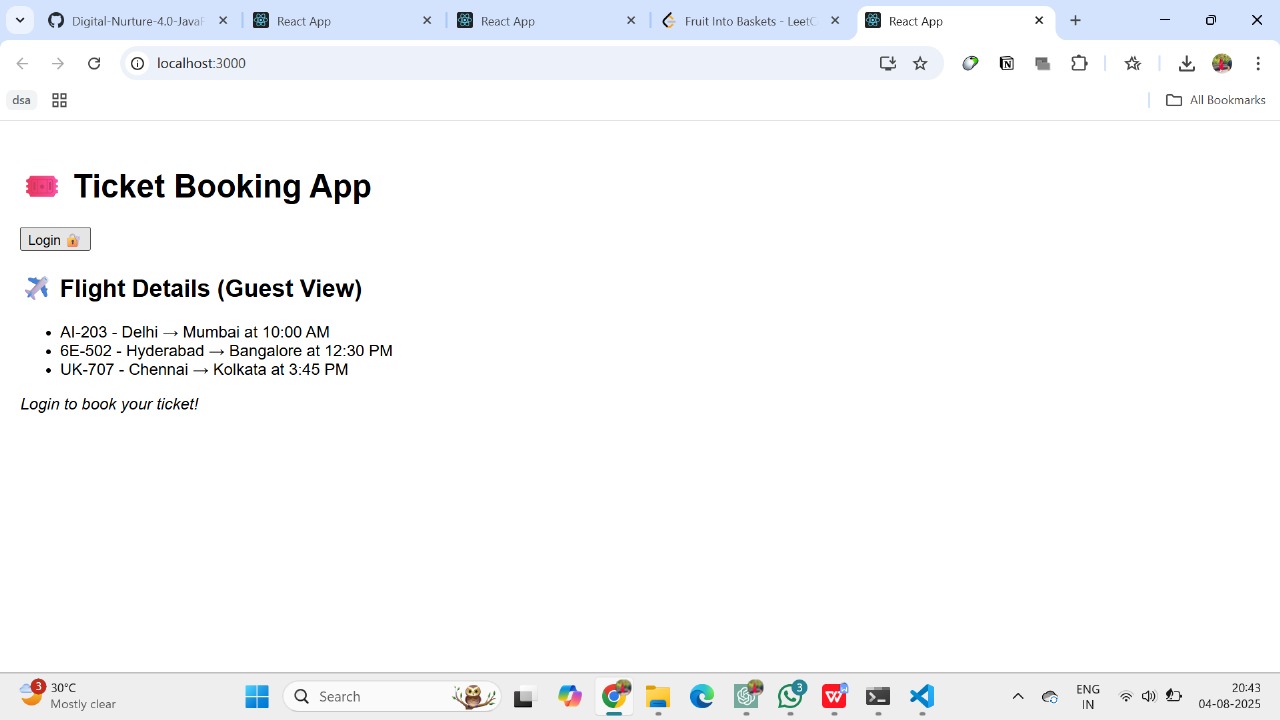 Digital-Nurture-4.0-Java
React App
React App
Fruit Into Baskets - Leet
React App
localhost:3000
dsa
All Bookmarks
🎟️ Ticket Booking App
Login 🔐
✈️ Flight Details (Guest View)
• AI-203 - Delhi → Mumbai at 10:00 AM
• 6E-502 - Hyderabad → Bangalore at 12:30 PM
• UK-707 - Chennai → Kolkata at 3:45 PM
Login to book your ticket!
3
30°C
Mostly clear
Search
3
ENG
IN
20:43
04-08-2025